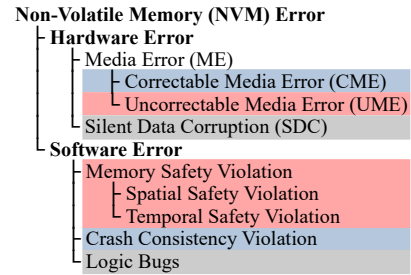 Non-Volatile Memory (NVM) Error
Hardware Error
Media Error (ME)
Correctable Media Error (CME)
Uncorrectable Media Error (UME)
Silent Data Corruption (SDC)
Software Error
Memory Safety Violation
Spatial Safety Violation
Temporal Safety Violation
Crash Consistency Violation
Logic Bugs